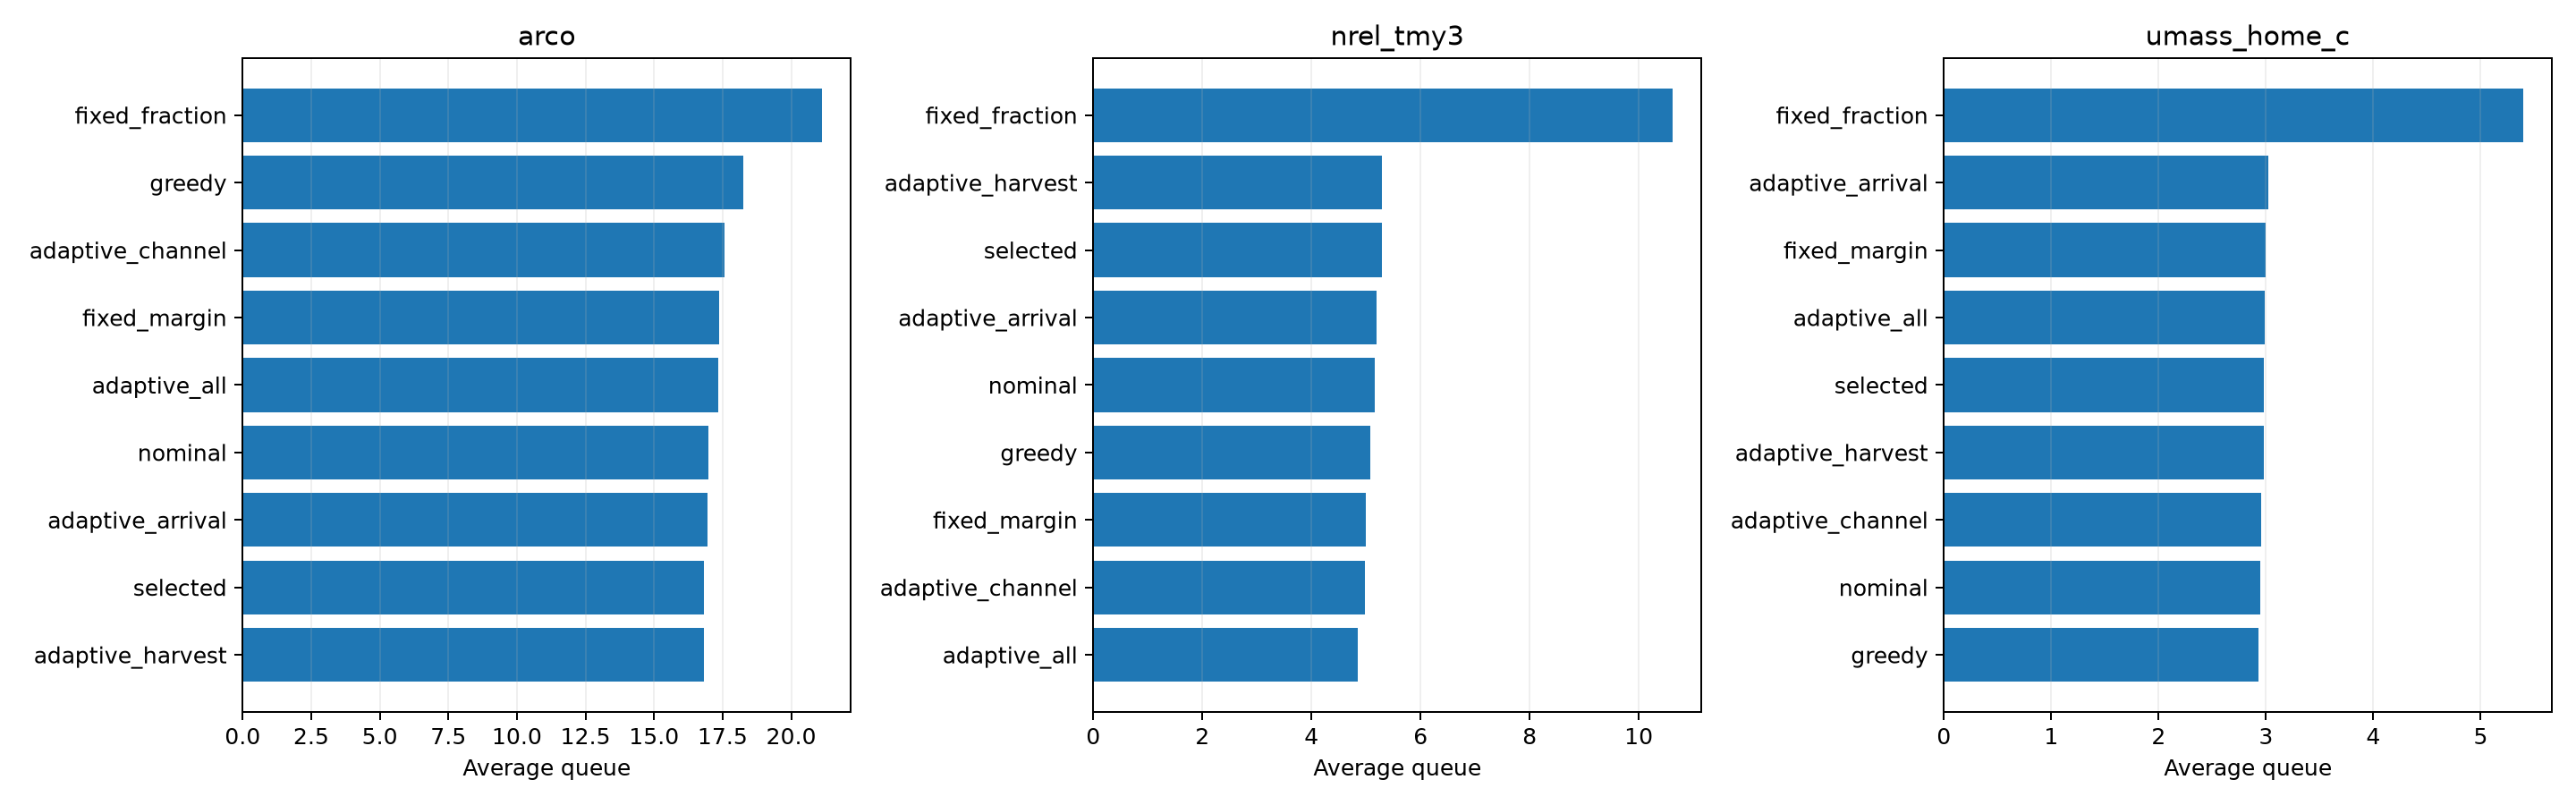 arco
fixed_fraction
greedy
adaptive_channel
fixed_margin
adaptive_all
nominal
adaptive_arrival
selected
adaptive_harvest
0.0 2.5 5.0 7.5 10.0 12.5 15.0 17.5 20.0
Average queue
nrel_tmy3
fixed_fraction
adaptive_harvest
selected
adaptive_arrival
nominal
greedy
fixed_margin
adaptive_channel
adaptive_all
0 2 4 6 8 10
Average queue
umass_home_c
fixed_fraction
adaptive_arrival
fixed_margin
adaptive_all
selected
adaptive_harvest
adaptive_channel
nominal
greedy
0 1 2 3 4 5
Average queue